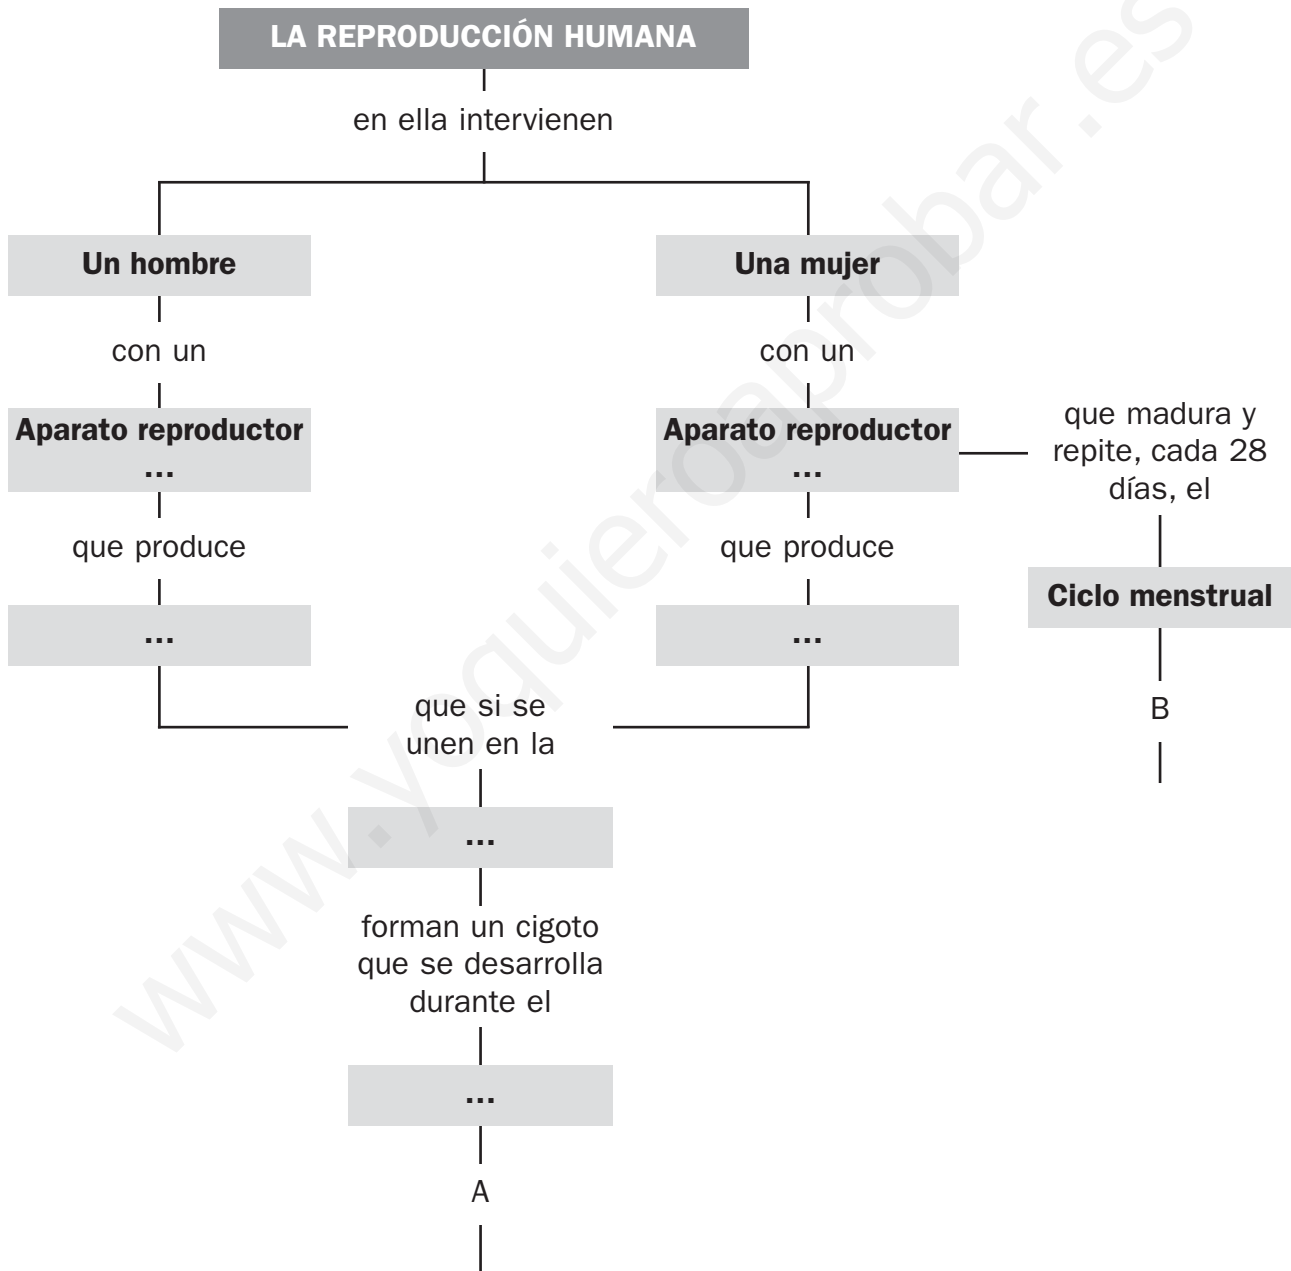 LA REPRODUCCIÓN HUMANA
en ella intervienen
Un hombre
Una mujer
con un
con un
Aparato reproductor
...
Aparato reproductor
...
que madura y
repite, cada 28
días, el
que produce
que produce
Ciclo menstrual
...
...
B
que si se
unen en la
...
forman un cigoto
que se desarrolla
durante el
...
A
www.yoquieroaprobar.es